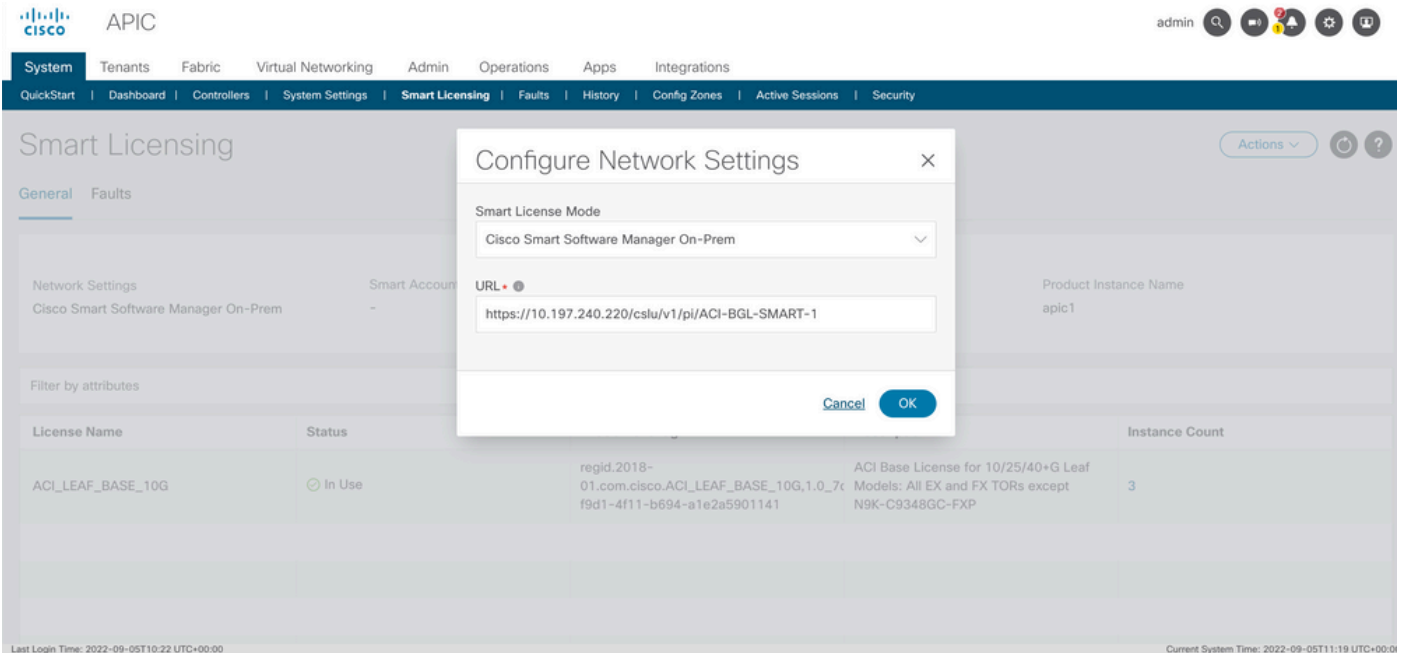 CISCO
APIC
admin
2
1
System Tenants Fabric Virtual Networking Admin Operations Apps Integrations
QuickStart | Dashboard | Controllers | System Settings | Smart Licensing | Faults | History | Config Zones | Active Sessions | Security
Smart Licensing
Actions
?
General Faults
Configure Network Settings
Smart License Mode
Cisco Smart Software Manager On-Prem
URL
https://10.197.240.220/cslu/v1/pi/ACI-BGL-SMART-1
Cancel OK
Network Settings Smart Accoun Product Instance Name
Cisco Smart Software Manager On-Prem - apic1
Filter by attributes
License Name Status Instance Count
ACI_LEAF_BASE_10G In Use 3
regid.2018-
01.com.cisco.ACI_LEAF_BASE_10G,1.0_7c
f9d1-4f11-b694-a1e2a5901141
ACI Base License for 10/25/40+G Leaf
Models: All EX and FX TORs except
N9K-C9348GC-FXP
Last Login Time: 2022-09-05T10:22 UTC+00:00
Current System Time: 2022-09-05T11:19 UTC+00:0